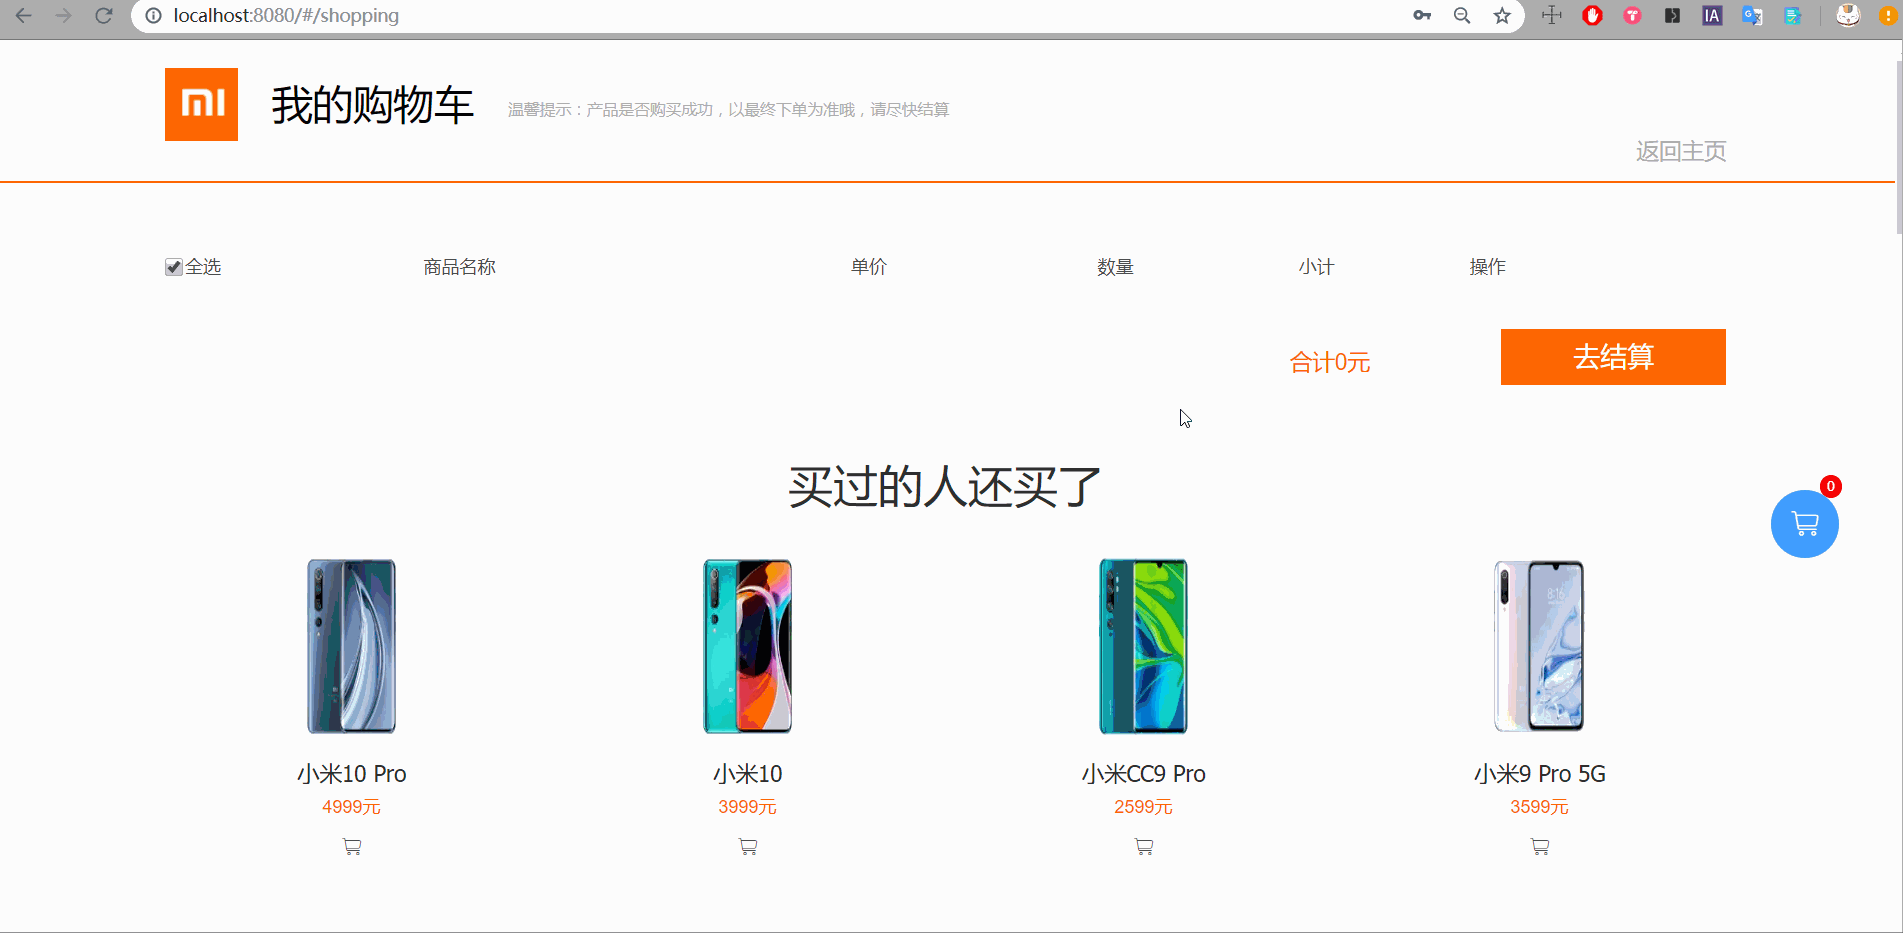 localhost:8080/#/shopping
IA
我的购物车
温馨提示：产品是否购买成功，以最终下单为准哦，请尽快结算
返回主页
全选 商品名称 单价 数量 小计 操作
合计0元
去结算
买过的人还买了
0
8:16
小米10 Pro 小米10 小米CC9 Pro 小米9 Pro 5G
4999元 3999元 2599元 3599元